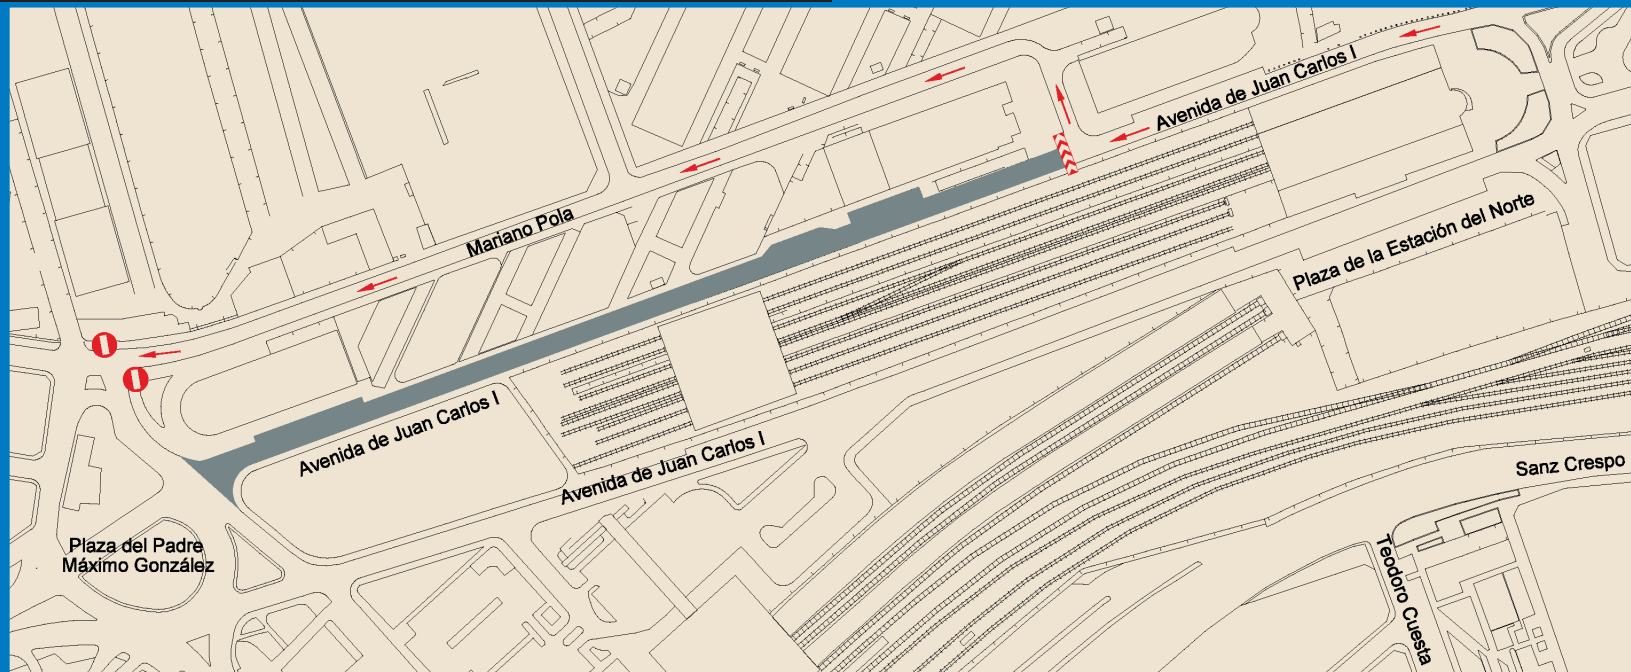 Avenida de Juan Carlos I
Mariano Pola
Plaza de la Estación del Norte
Avenida de Juan Carlos I
Avenida de Juan Carlos I
Sanz Crespo
Plaza del Padre
Máximo González
Teodoro Cuesta